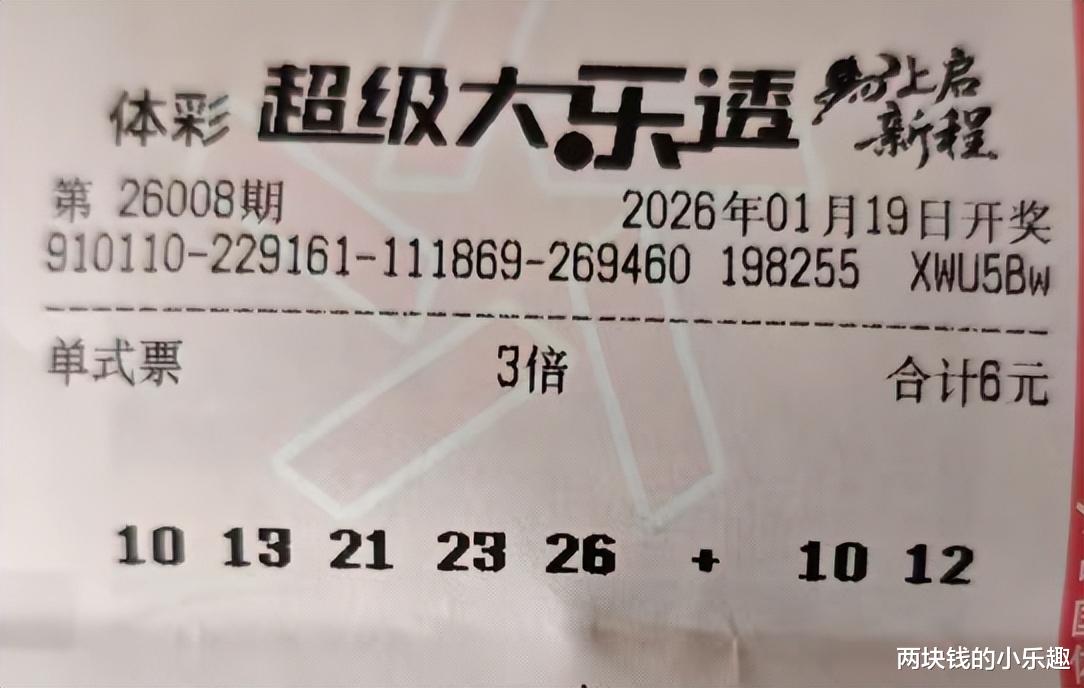 体彩 超级大乐透 马上启
新程
第 26008期 2026年01月19日开奖
910110-229161-111869-269460 198255 XWU5Bw
单式票 3倍 合计6元
10 13 21 23 26 + 10 12
两块钱的小乐趣